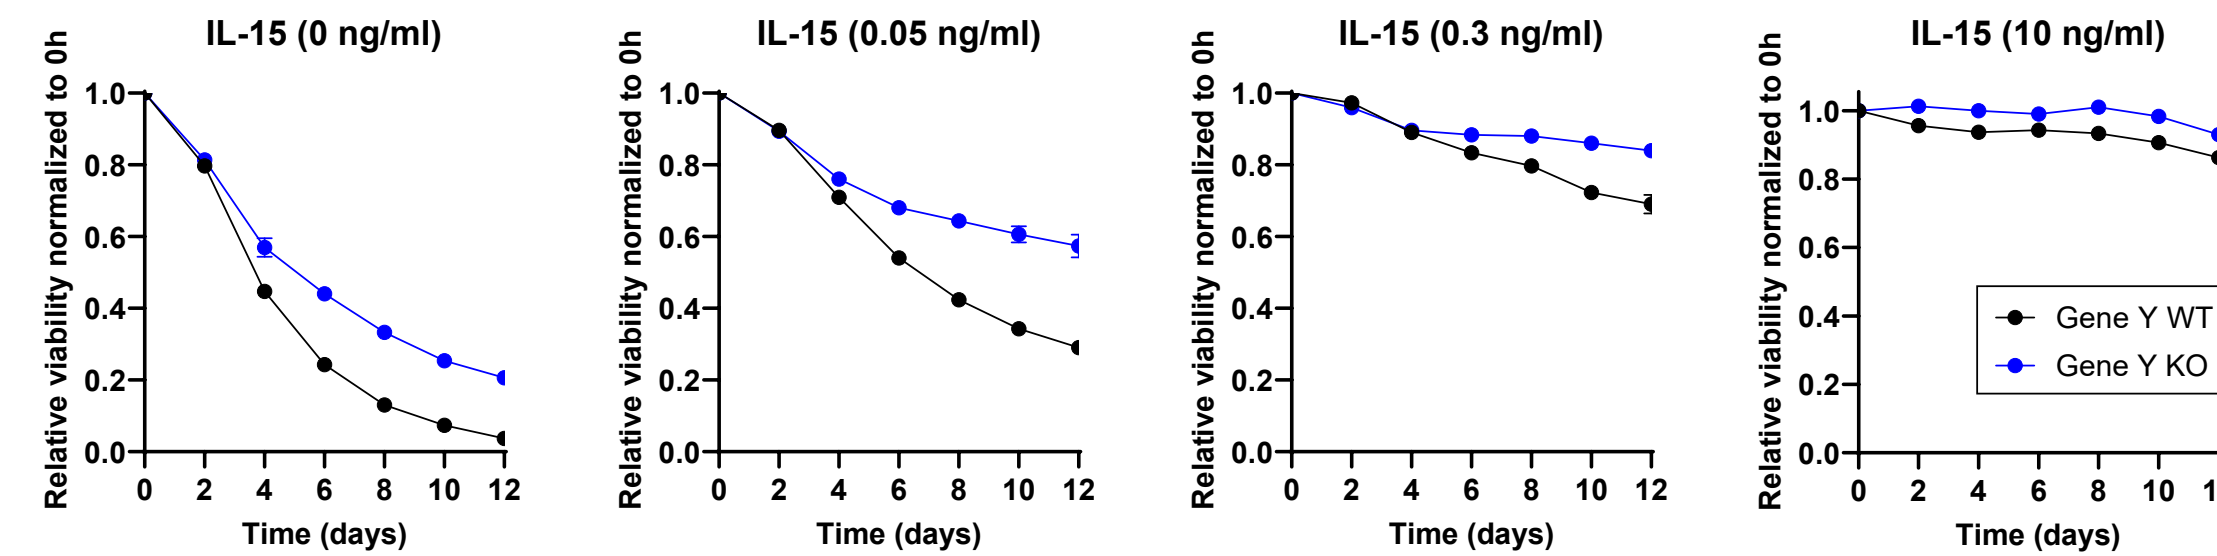 IL-15 (0 ng/ml)
Relative viability normalized to 0h
1.0
0.8
0.6
0.4
0.2
0.0
0 2 4 6 8 10 12
Time (days)
IL-15 (0.05 ng/ml)
Relative viability normalized to 0h
1.0
0.8
0.6
0.4
0.2
0.0
0 2 4 6 8 10 12
Time (days)
IL-15 (0.3 ng/ml)
Relative viability normalized to 0h
1.0
0.8
0.6
0.4
0.2
0.0
0 2 4 6 8 10 12
Time (days)
IL-15 (10 ng/ml)
Relative viability normalized to 0h
1.0
0.8
0.6
0.4
0.2
0.0
0 2 4 6 8 10
Time (days)
Gene Y WT
Gene Y KO